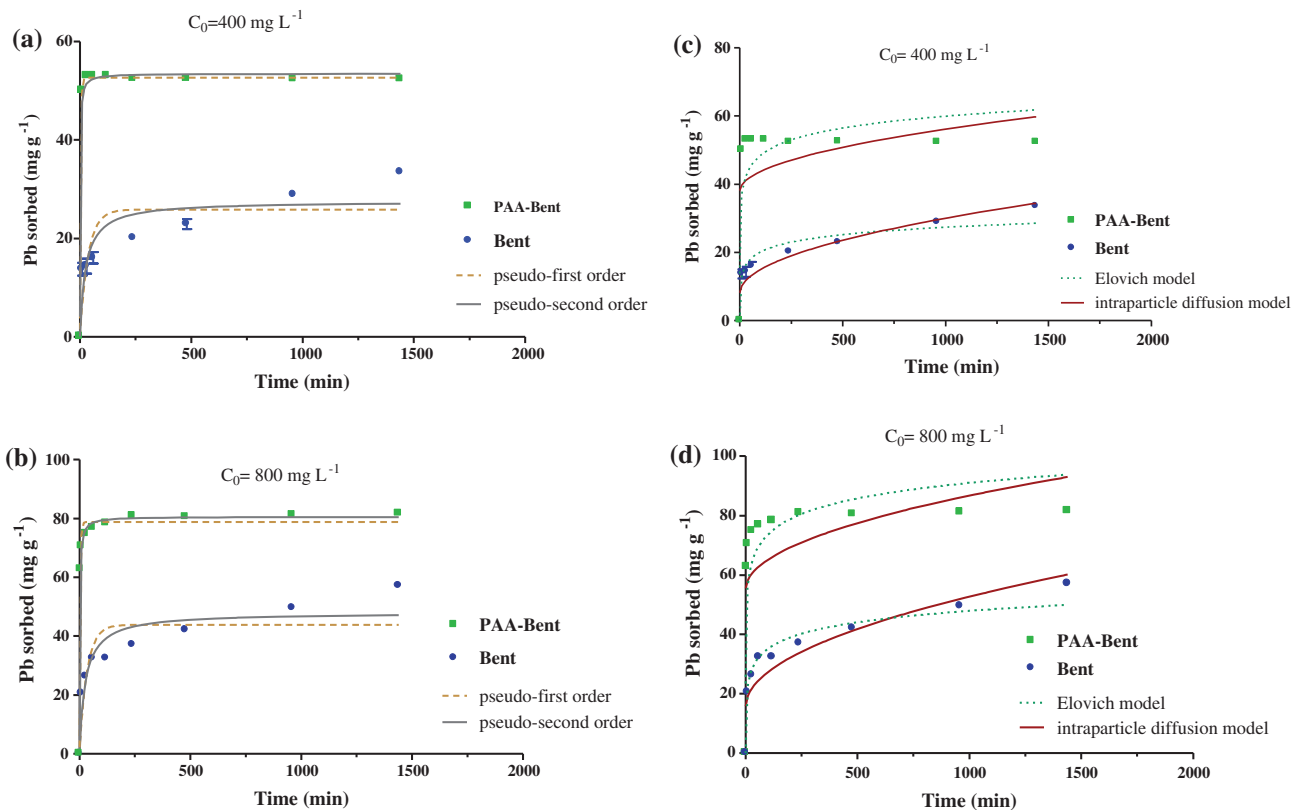 (a)
C₀=400 mg L⁻¹
60
40
20
0
Pb sorbed (mg g⁻¹)
PAA-Bent
Bent
pseudo-first order
pseudo-second order
0
500
1000
1500
2000
Time (min)
(c)
C₀= 400 mg L⁻¹
80
60
40
20
0
Pb sorbed (mg g⁻¹)
PAA-Bent
Bent
Elovich model
intraparticle diffusion model
0
500
1000
1500
2000
Time (min)
(b)
C₀= 800 mg L⁻¹
100
80
60
40
20
0
Pb sorbed (mg g⁻¹)
PAA-Bent
Bent
pseudo-first order
pseudo-second order
0
500
1000
1500
2000
Time (min)
(d)
C₀= 800 mg L⁻¹
100
80
60
40
20
0
Pb sorbed (mg g⁻¹)
PAA-Bent
Bent
Elovich model
intraparticle diffusion model
0
500
1000
1500
2000
Time (min)